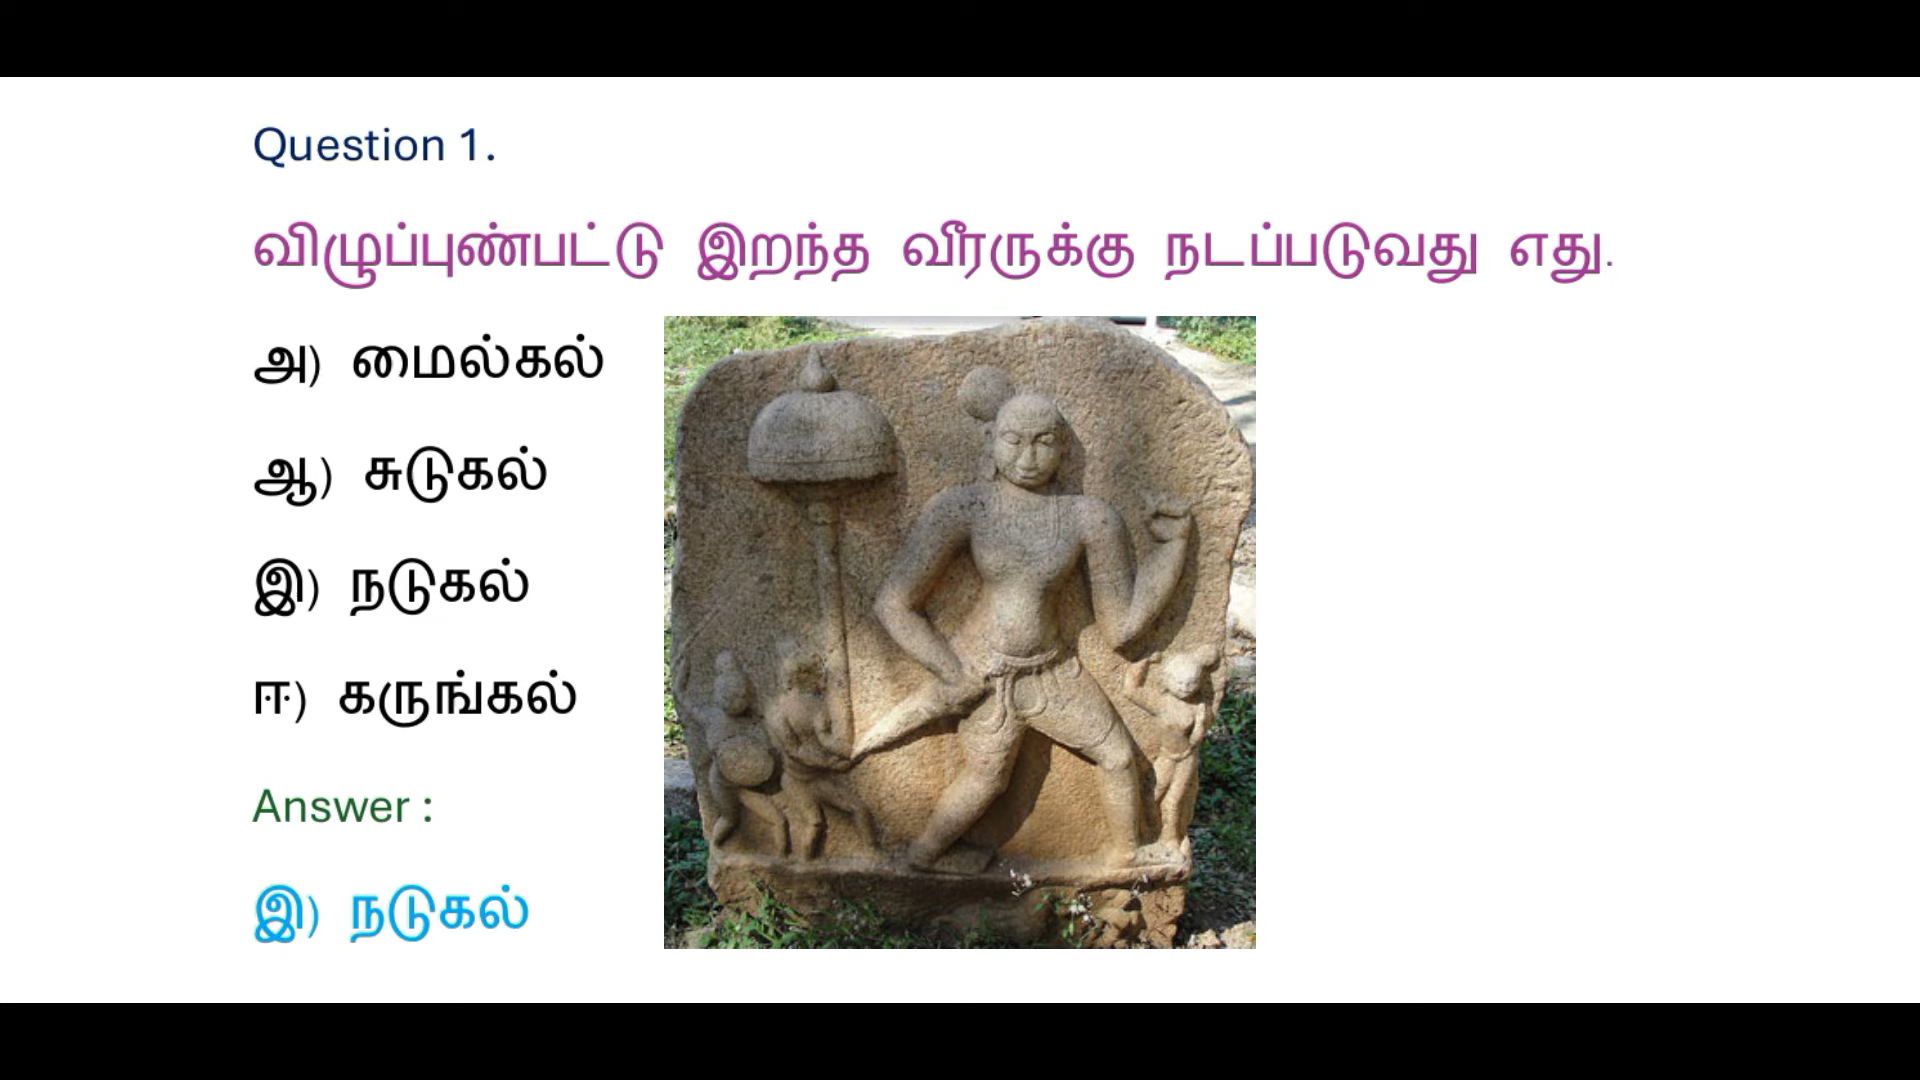 Question 1.
விழுப்புண்பட்டு இறந்த வீரருக்கு நடப்படுவது எது.
அ) மைல்கல்
ஆ) சுடுகல்
இ) நடுகல்
ஈ) கருங்கல்
Answer :
இ) நடுகல்